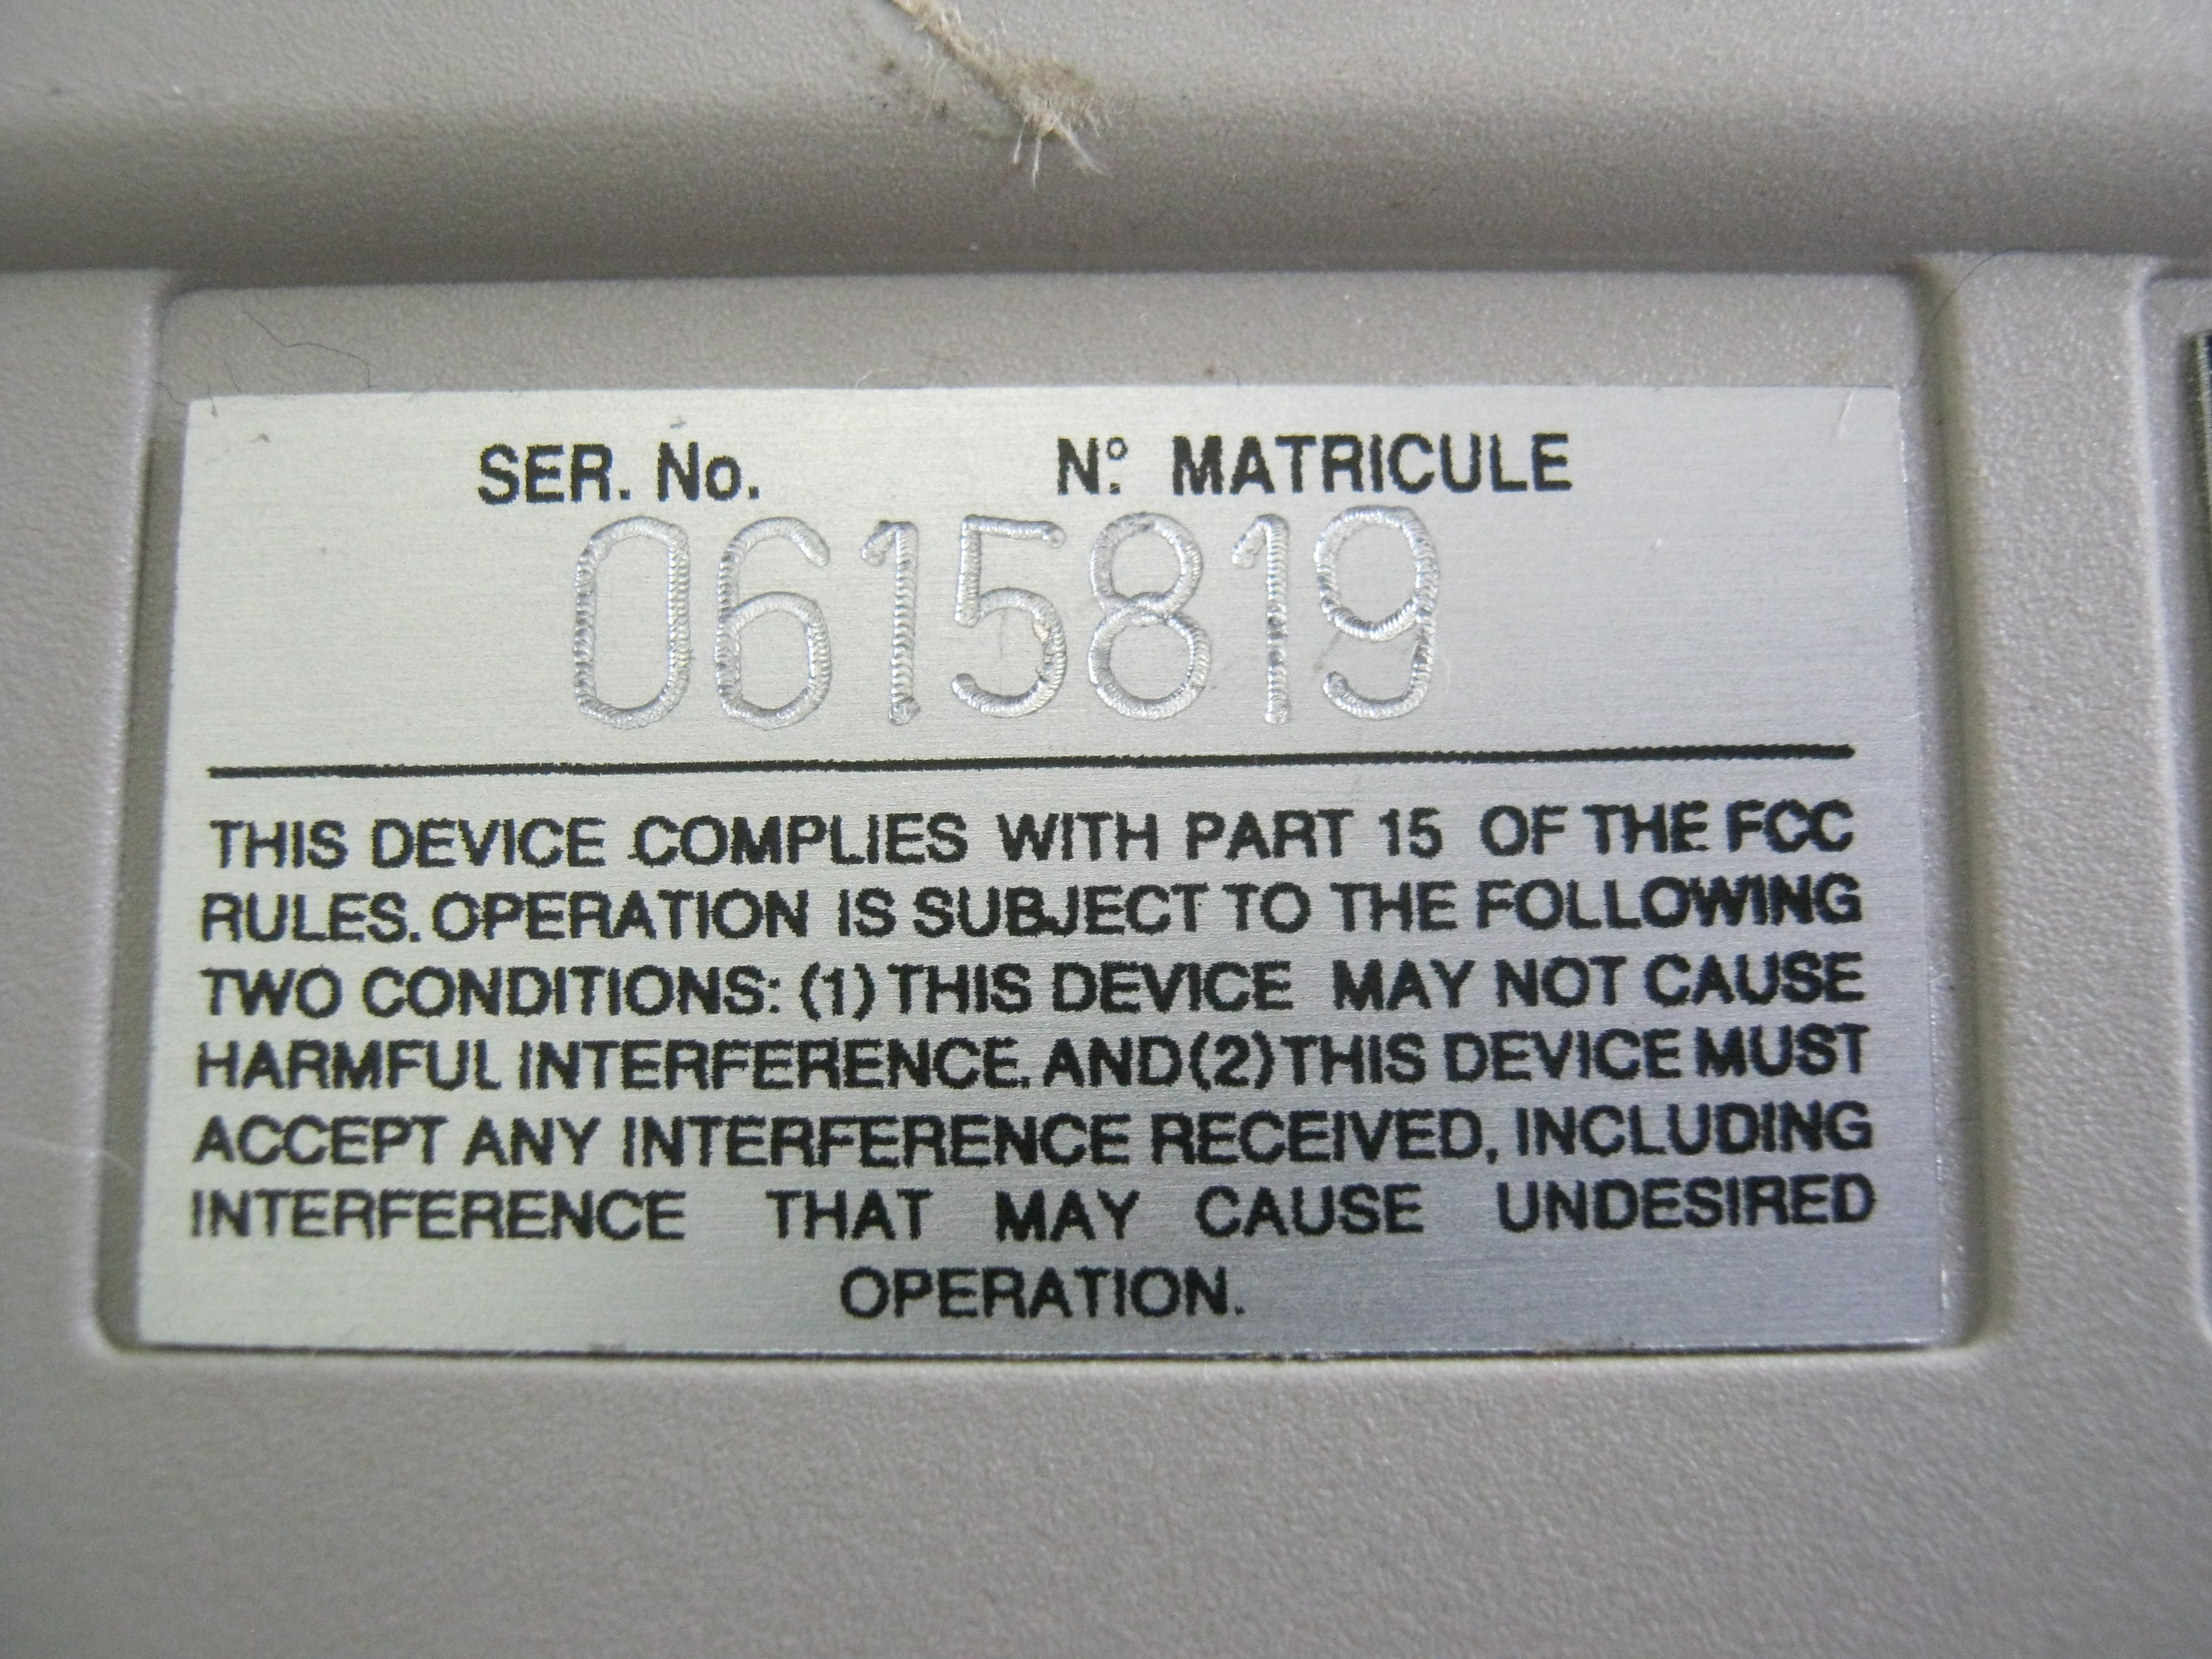 SER. No. N° MATRICULE
0615819
THIS DEVICE COMPLIES WITH PART 15 OF THE FCC
RULES. OPERATION IS SUBJECT TO THE FOLLOWING
TWO CONDITIONS: (1) THIS DEVICE MAY NOT CAUSE
HARMFUL INTERFERENCE, AND (2) THIS DEVICE MUST
ACCEPT ANY INTERFERENCE RECEIVED, INCLUDING
INTERFERENCE THAT MAY CAUSE UNDESIRED
OPERATION.